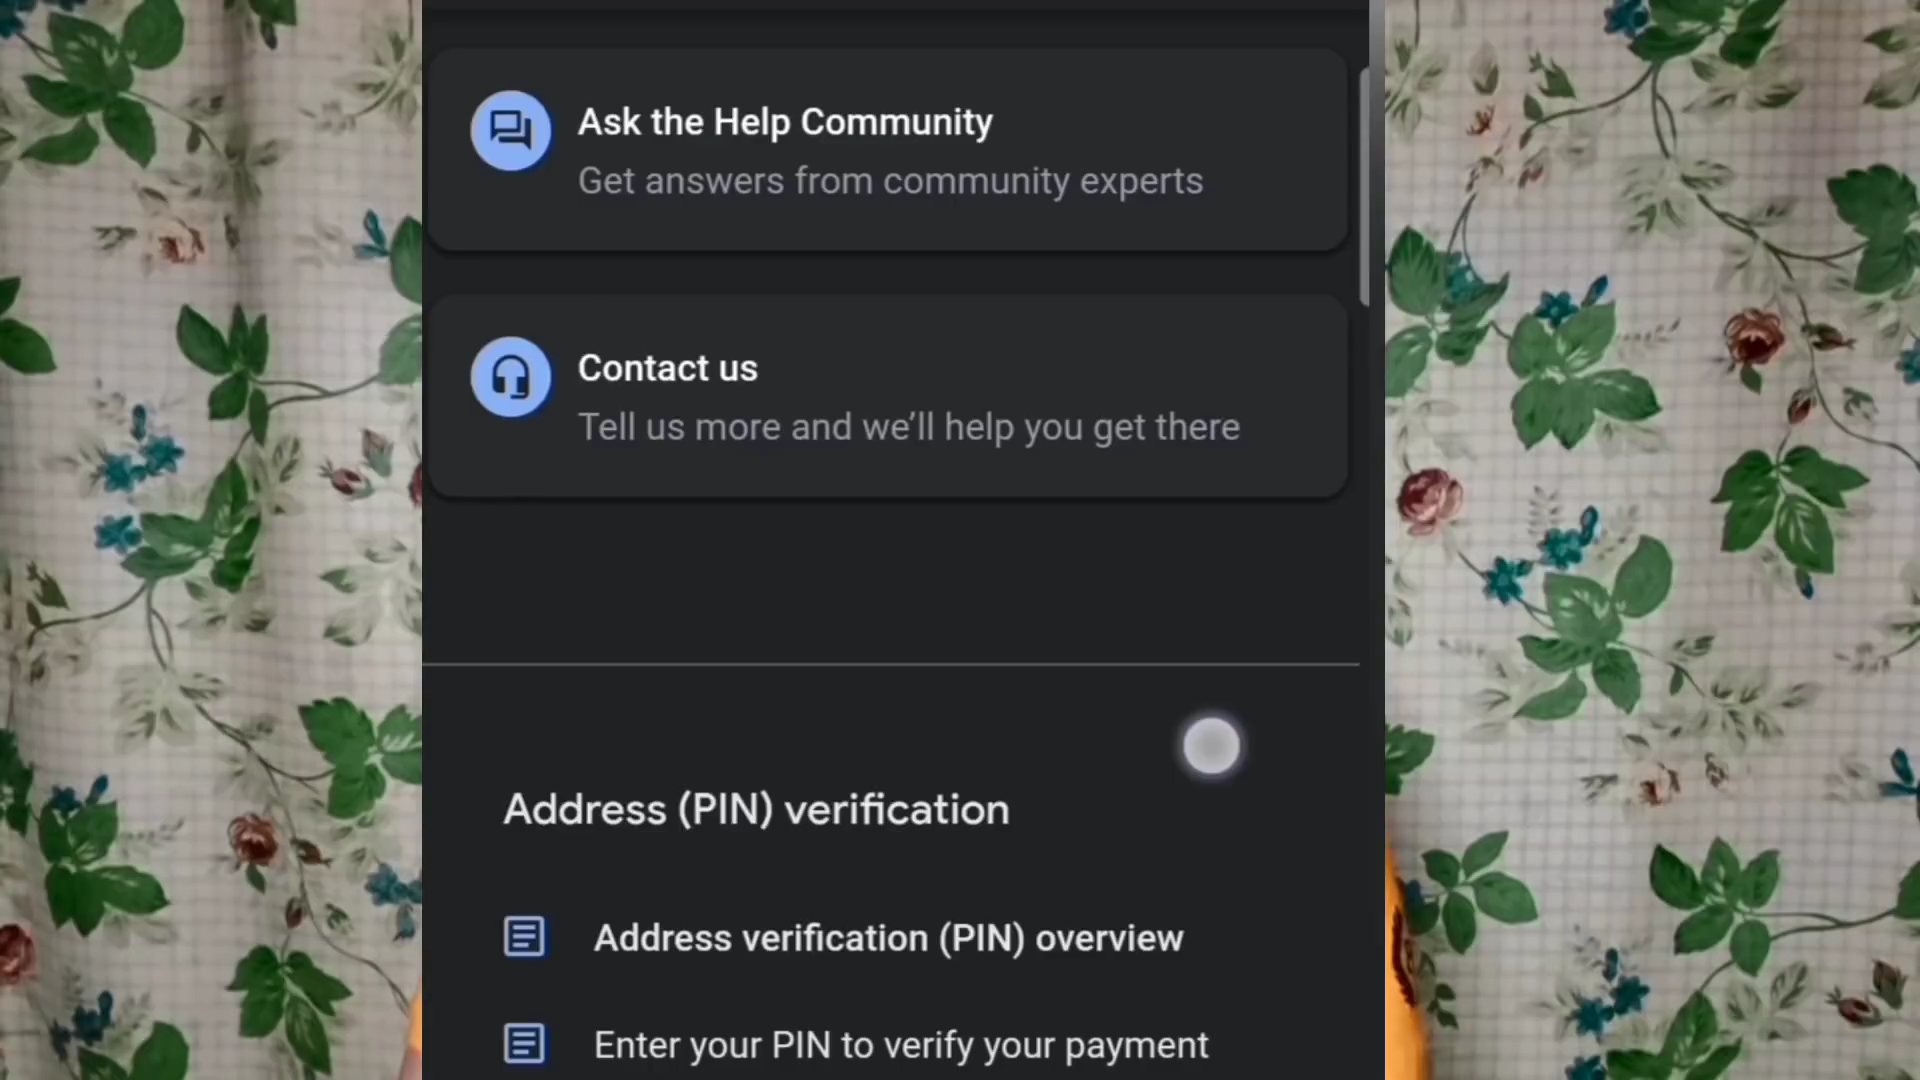 Ask the Help Community
Get answers from community experts
Contact us
Tell us more and we’ll help you get there
Address (PIN) verification
Address verification (PIN) overview
Enter your PIN to verify your payment